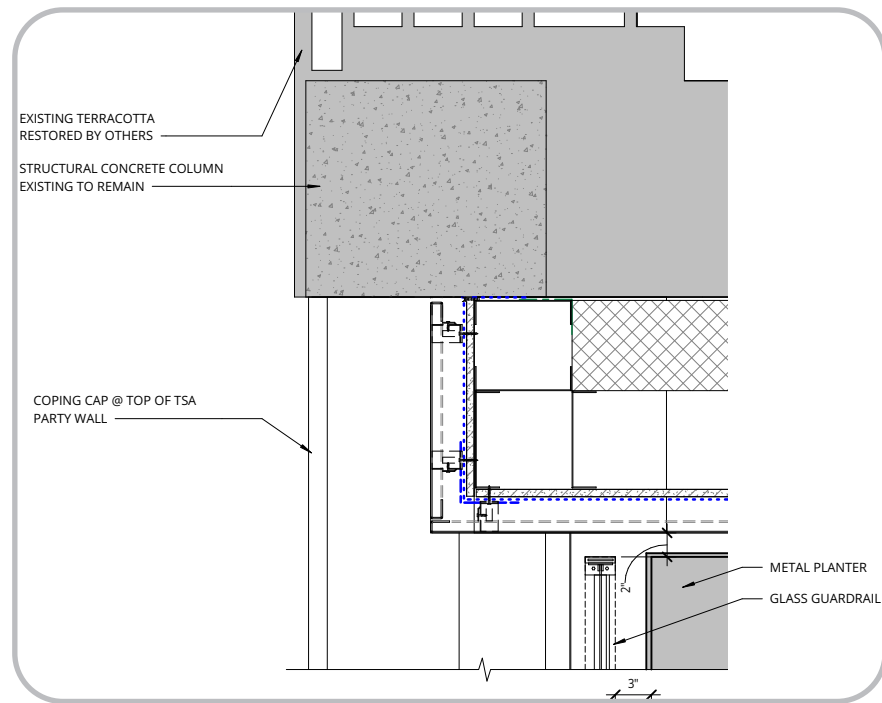 EXISTING TERRACOTTA
RESTORED BY OTHERS
STRUCTURAL CONCRETE COLUMN
EXISTING TO REMAIN
COPING CAP @ TOP OF TSA
PARTY WALL
2"
METAL PLANTER
GLASS GUARDRAIL
3"